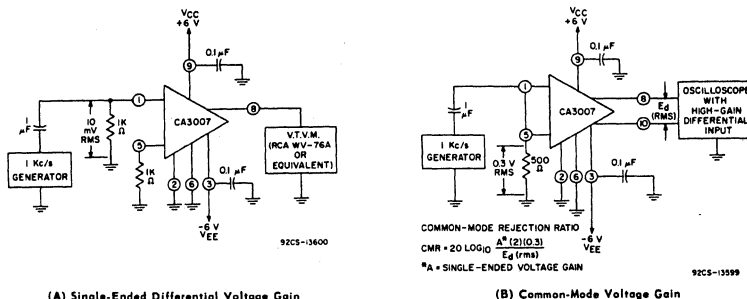 VCC
+6 V
0.1 μF
9
1
CA3007
8
5
1 μF
10 mV RMS
1K Ω
1K Ω
1 Kc/s GENERATOR
V.T.V.M. (RCA WV-76A OR EQUIVALENT)
2
6
3
0.1 μF
-6 V
VEE
92CS-13600
(A) Single-Ended Differential Voltage Gain
VCC
+6 V
0.1 μF
9
1
CA3007
8
10
Ed (RMS)
OSCILLOSCOPE WITH HIGH-GAIN DIFFERENTIAL INPUT
5
1 μF
0.3 V RMS
500 Ω
1 Kc/s GENERATOR
2
6
3
0.1 μF
-6 V
VEE
COMMON-MODE REJECTION RATIO
CMR = 20 LOG10 A*(2)(0.3) / Ed (rms)
*A = SINGLE-ENDED VOLTAGE GAIN
92CS-13599
(B) Common-Mode Voltage Gain